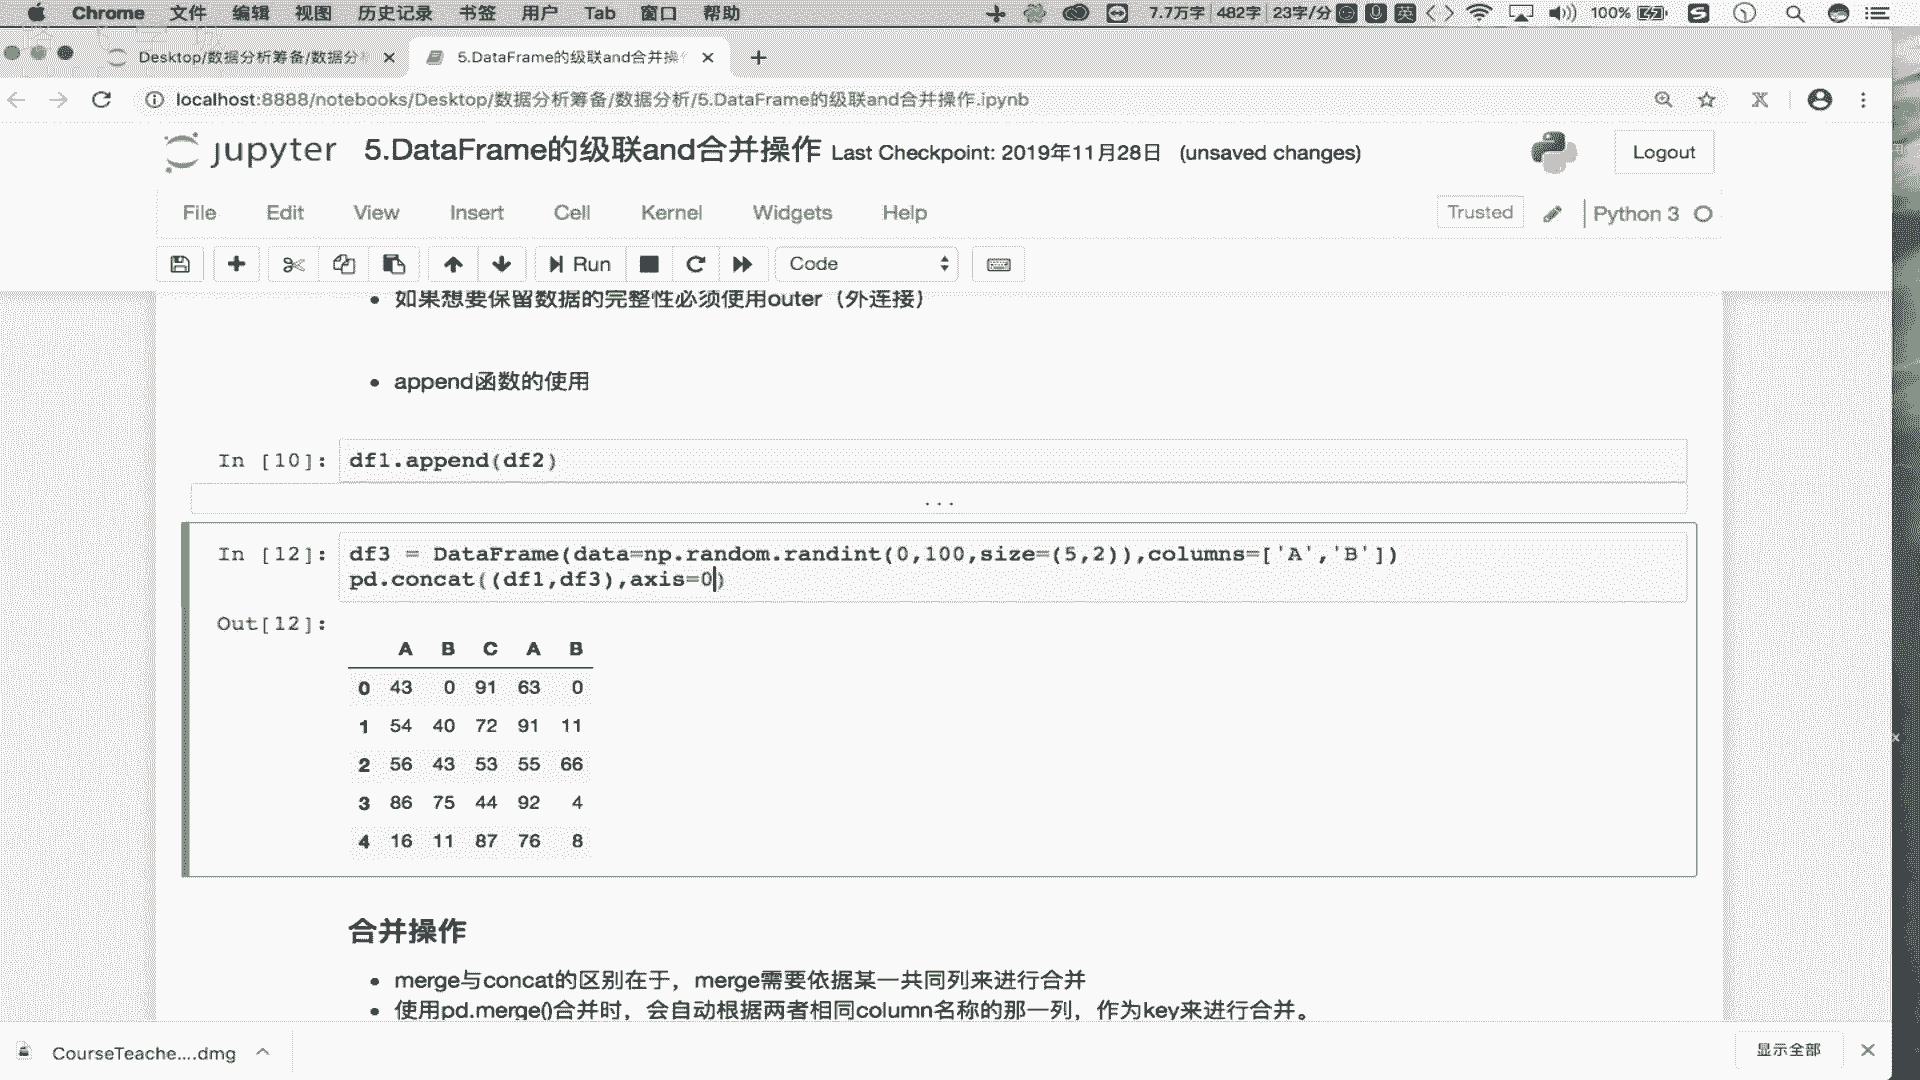 Chrome 文件 编辑 视图 历史记录 书签 用户 Tab 窗口 帮助 7.7万字 482字 23字/分 英 100%
Desktop/数据分析筹备/数据分 5.DataFrame的级联and合并操
localhost:8888/notebooks/Desktop/数据分析筹备/数据分析/5.DataFrame的级联and合并操作.ipynb
jupyter 5.DataFrame的级联and合并操作 Last Checkpoint: 2019年11月28日 (unsaved changes) Logout
File Edit View Insert Cell Kernel Widgets Help Trusted Python 3
Run Code
如果想要保留数据的完整性必须使用outer（外连接）
append函数的使用
In [10]: df1.append(df2)
...
In [12]: df3 = DataFrame(data=np.random.randint(0,100,size=(5,2)),columns=['A','B'])
pd.concat((df1,df3),axis=0)
Out[12]:
A B C A B
0 43 0 91 63 0
1 54 40 72 91 11
2 56 43 53 55 66
3 86 75 44 92 4
4 16 11 87 76 8
合并操作
merge与concat的区别在于，merge需要依据某一共同列来进行合并
使用pd.merge()合并时，会自动根据两者相同column名称的那一列，作为key来进行合并。
CourseTeache....dmg 显示全部